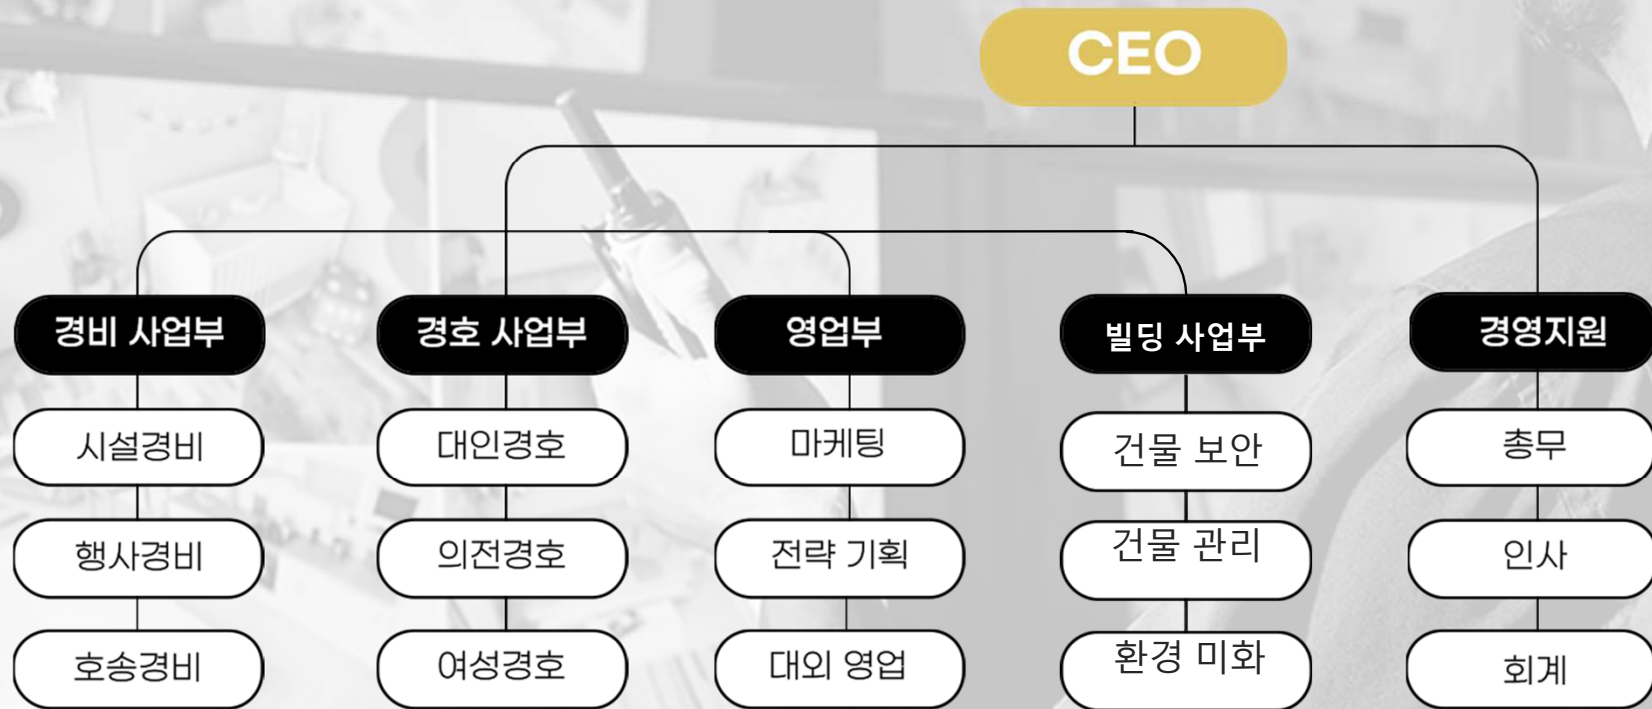 CEO
경비 사업부
경호 사업부
영업부
빌딩 사업부
경영지원
시설경비
대인경호
마케팅
건물 보안
총무
행사경비
의전경호
전략 기획
건물 관리
인사
호송경비
여성경호
대외 영업
환경 미화
회계